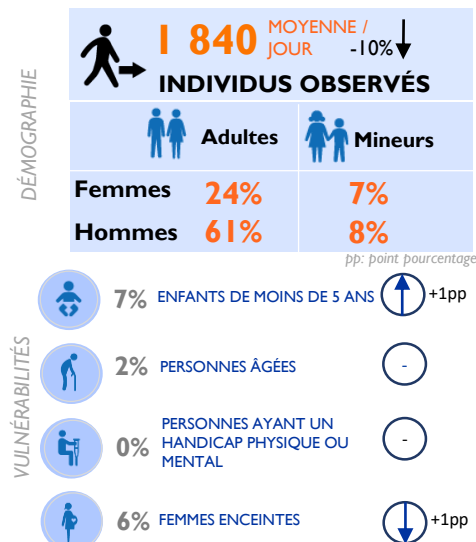 DÉMOGRAPHIE
1 840 MOYENNE / JOUR -10%
INDIVIDUS OBSERVÉS
Adultes Mineurs
Femmes 24% 7%
Hommes 61% 8%
pp: point pourcentage
VULNÉRABILITÉS
7% ENFANTS DE MOINS DE 5 ANS +1pp
2% PERSONNES ÂGÉES -
0% PERSONNES AYANT UN
HANDICAP PHYSIQUE OU
MENTAL -
6% FEMMES ENCEINTES +1pp